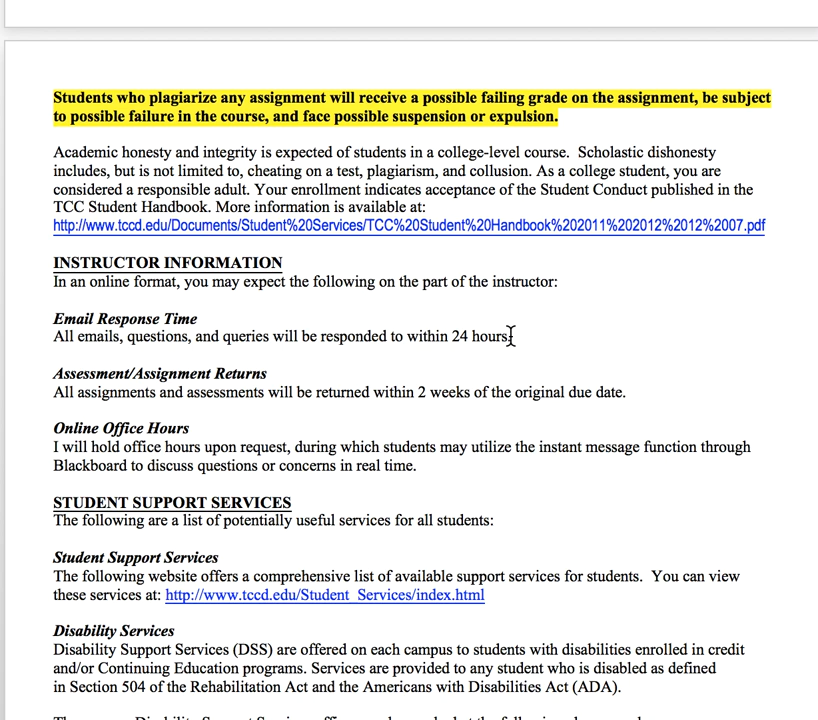 Students who plagiarize any assignment will receive a possible failing grade on the assignment, be subject
to possible failure in the course, and face possible suspension or expulsion.
Academic honesty and integrity is expected of students in a college-level course.  Scholastic dishonesty
includes, but is not limited to, cheating on a test, plagiarism, and collusion. As a college student, you are
considered a responsible adult. Your enrollment indicates acceptance of the Student Conduct published in the
TCC Student Handbook. More information is available at:
http://www.tccd.edu/Documents/Student%20Services/TCC%20Student%20Handbook%202011%202012%2012%2007.pdf
INSTRUCTOR INFORMATION
In an online format, you may expect the following on the part of the instructor:
Email Response Time
All emails, questions, and queries will be responded to within 24 hours.
Assessment/Assignment Returns
All assignments and assessments will be returned within 2 weeks of the original due date.
Online Office Hours
I will hold office hours upon request, during which students may utilize the instant message function through
Blackboard to discuss questions or concerns in real time.
STUDENT SUPPORT SERVICES
The following are a list of potentially useful services for all students:
Student Support Services
The following website offers a comprehensive list of available support services for students.  You can view
these services at: http://www.tccd.edu/Student_Services/index.html
Disability Services
Disability Support Services (DSS) are offered on each campus to students with disabilities enrolled in credit
and/or Continuing Education programs. Services are provided to any student who is disabled as defined
in Section 504 of the Rehabilitation Act and the Americans with Disabilities Act (ADA).